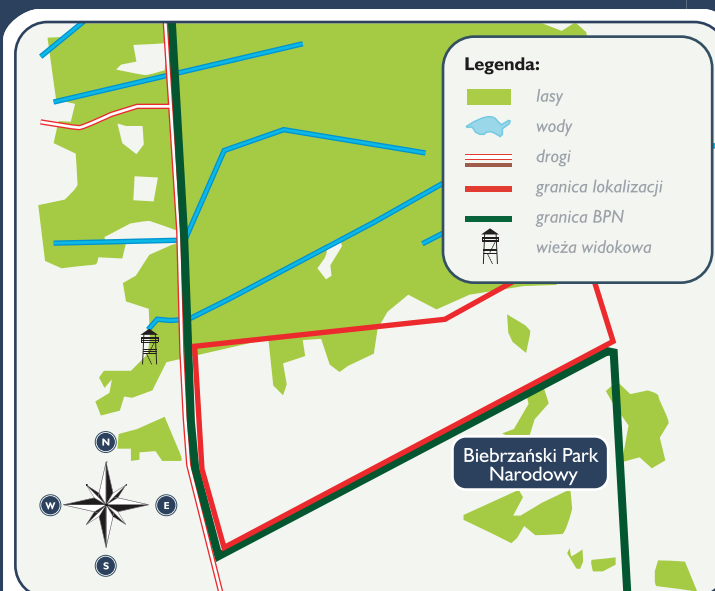 Legenda:
lasy
wody
drogi
granica lokalizacji
granica BPN
wieża widokowa
N
W
E
S
Biebrzański Park
Narodowy